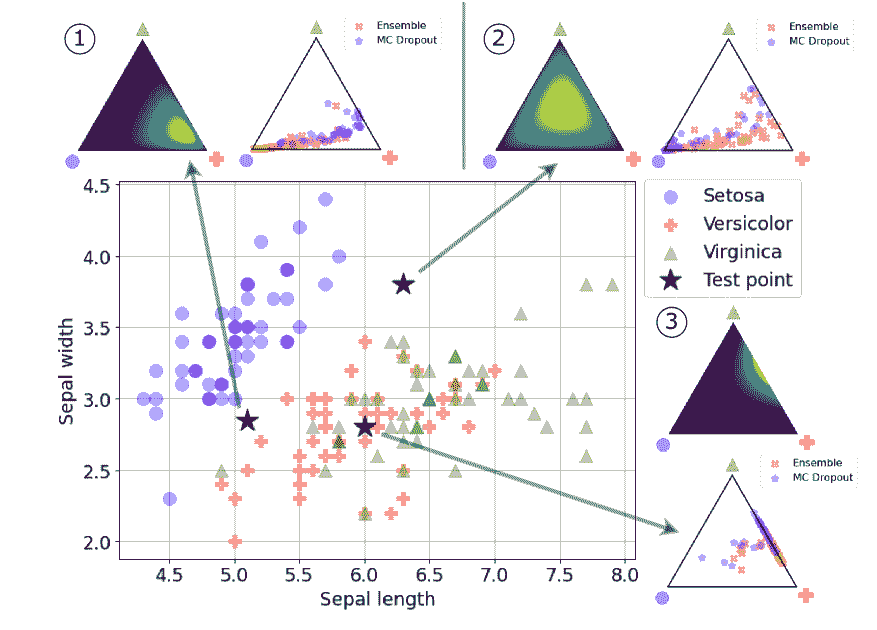 1
Ensemble
MC Dropout
2
Ensemble
MC Dropout
4.5
4.0
3.5
3.0
2.5
2.0
Sepal width
4.5 5.0 5.5 6.0 6.5 7.0 7.5 8.0
Sepal length
Setosa
Versicolor
Virginica
Test point
3
Ensemble
MC Dropout